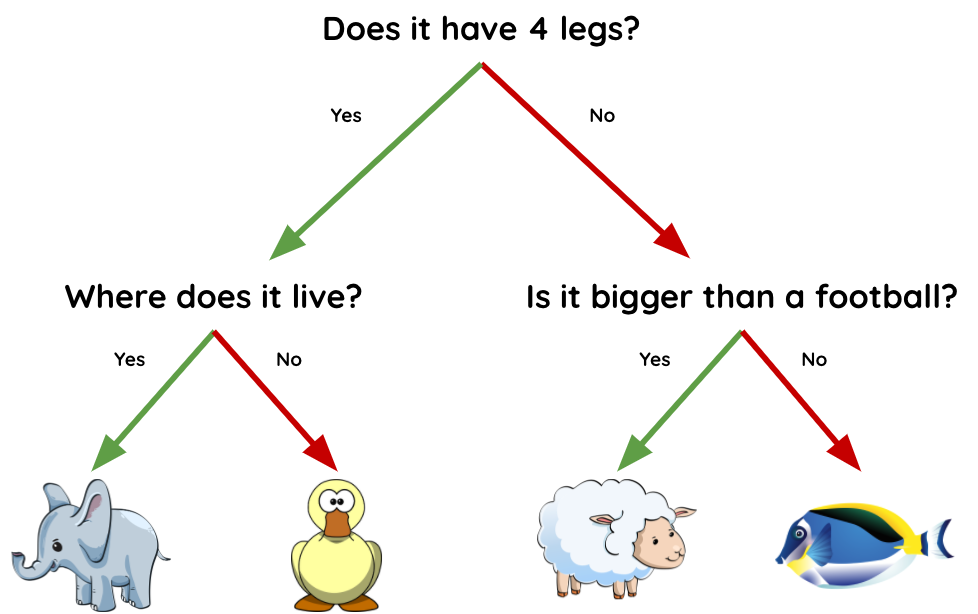 Does it have 4 legs?
Yes
No
Where does it live?
Is it bigger than a football?
Yes
No
Yes
No